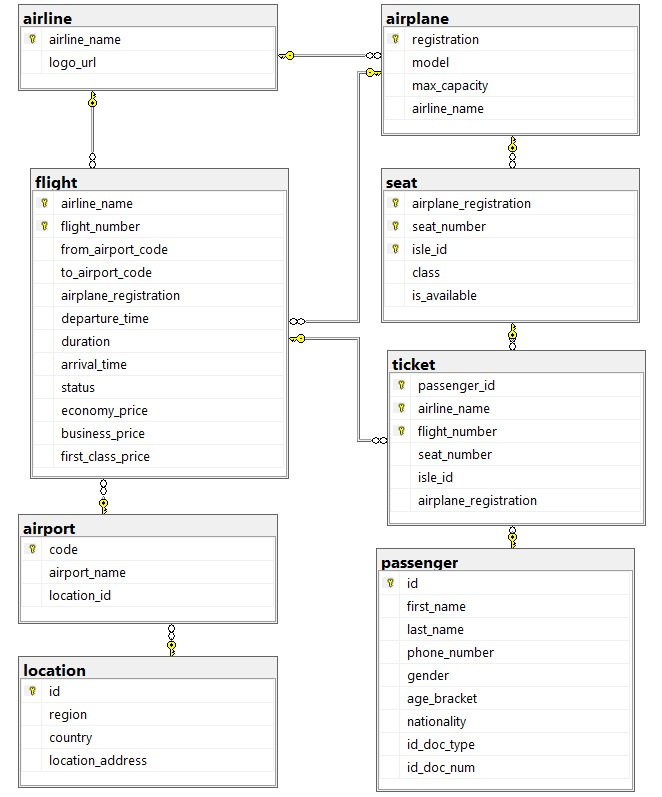 airline
airline_name
logo_url
airplane
registration
model
max_capacity
airline_name
flight
airline_name
flight_number
from_airport_code
to_airport_code
airplane_registration
departure_time
duration
arrival_time
status
economy_price
business_price
first_class_price
seat
airplane_registration
seat_number
isle_id
class
is_available
ticket
passenger_id
airline_name
flight_number
seat_number
isle_id
airplane_registration
airport
code
airport_name
location_id
passenger
id
first_name
last_name
phone_number
gender
age_bracket
nationality
id_doc_type
id_doc_num
location
id
region
country
location_address